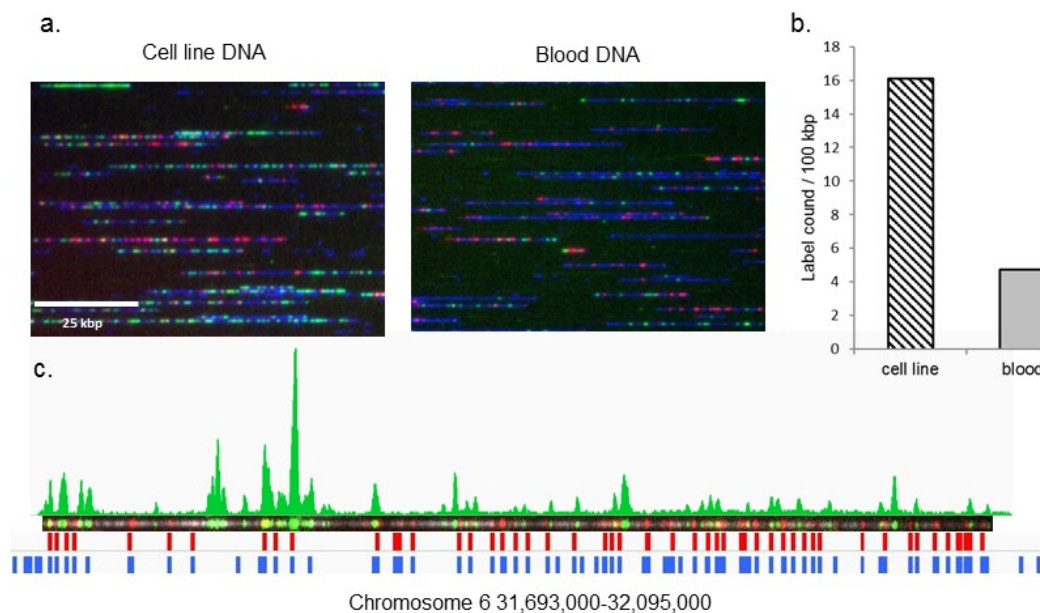 a.
Cell line DNA
Blood DNA
25 kbp
b.
Label cound / 100 kbp
18
16
14
12
10
8
6
4
2
0
cell line
blood
c.
Chromosome 6 31,693,000-32,095,000